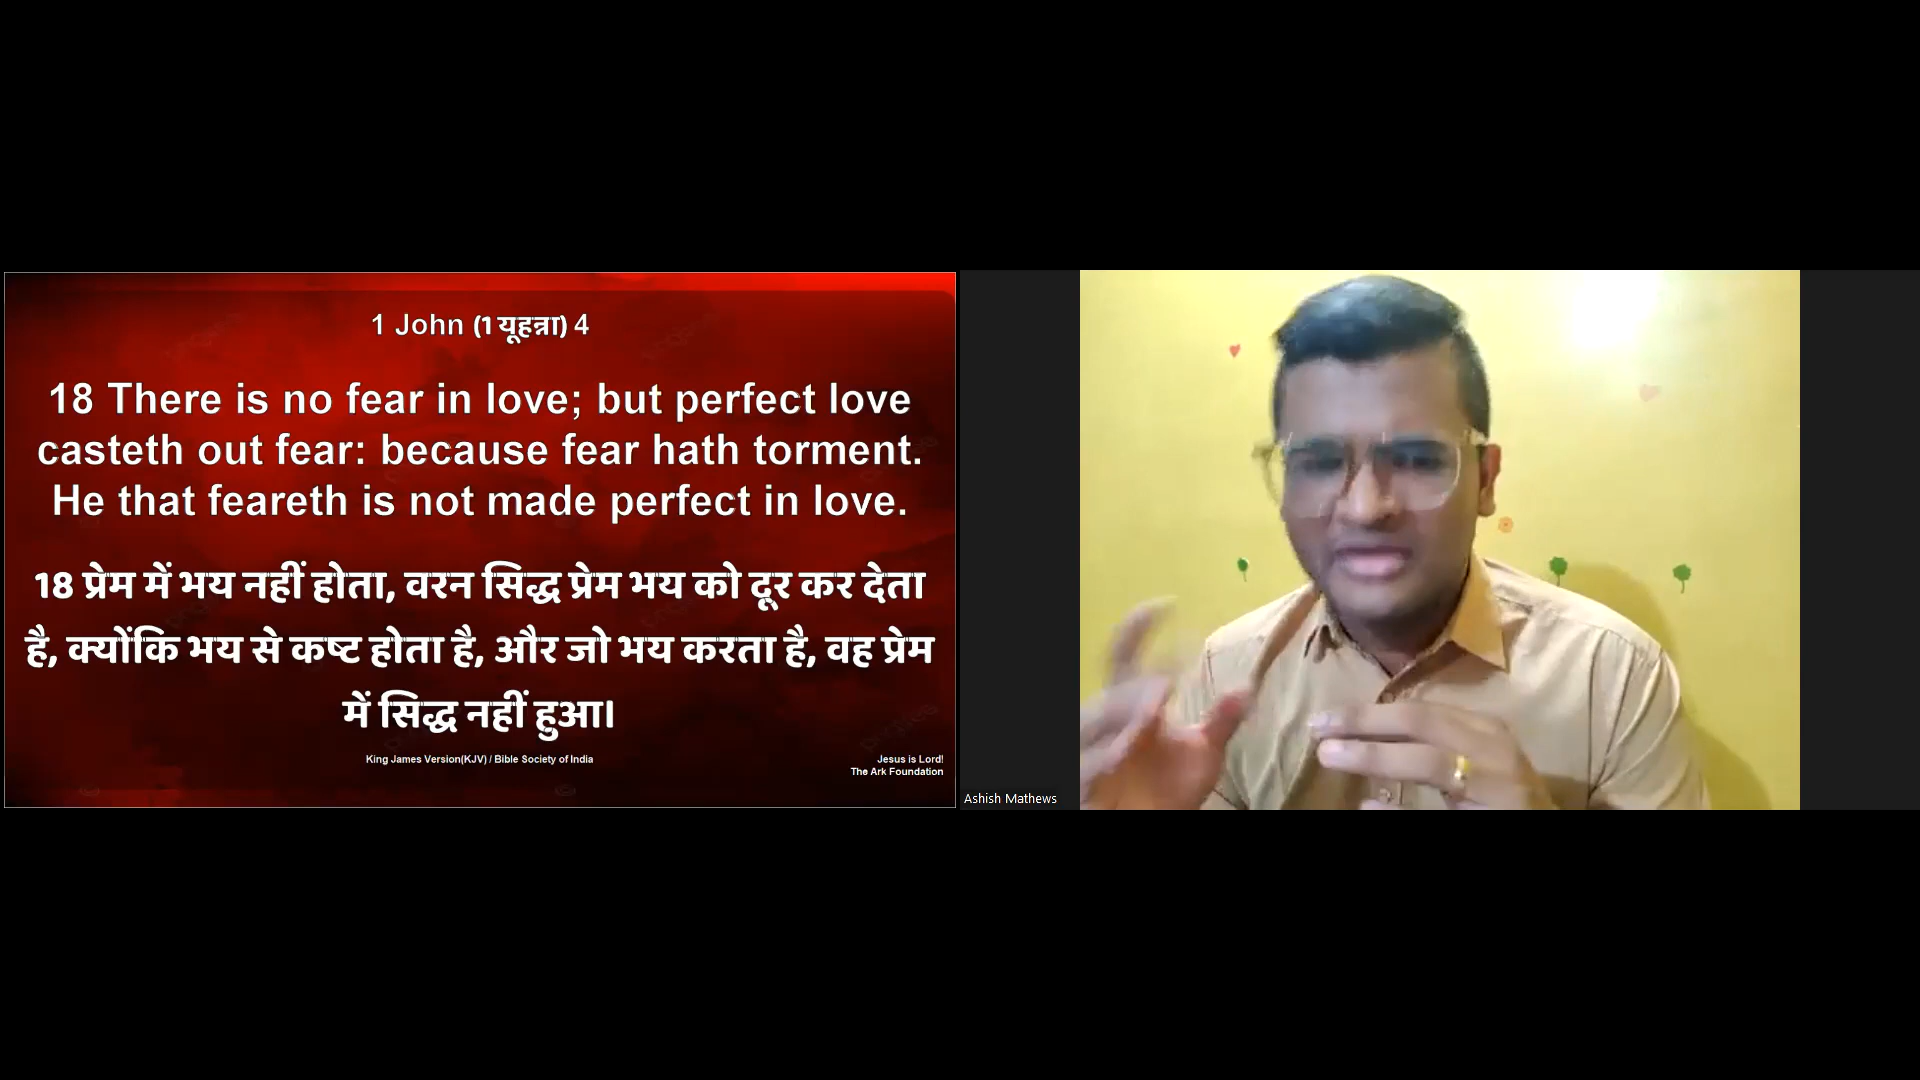 1 John (1 यूहन्ना) 4
18 There is no fear in love; but perfect love
casteth out fear: because fear hath torment.
He that feareth is not made perfect in love.
18 प्रेम में भय नहीं होता, वरन सिद्ध प्रेम भय को दूर कर देता
है, क्योंकि भय से कष्ट होता है, और जो भय करता है, वह प्रेम
में सिद्ध नहीं हुआ।
King James Version(KJV) / Bible Society of India
Jesus is Lord!
The Ark Foundation
Ashish Mathews